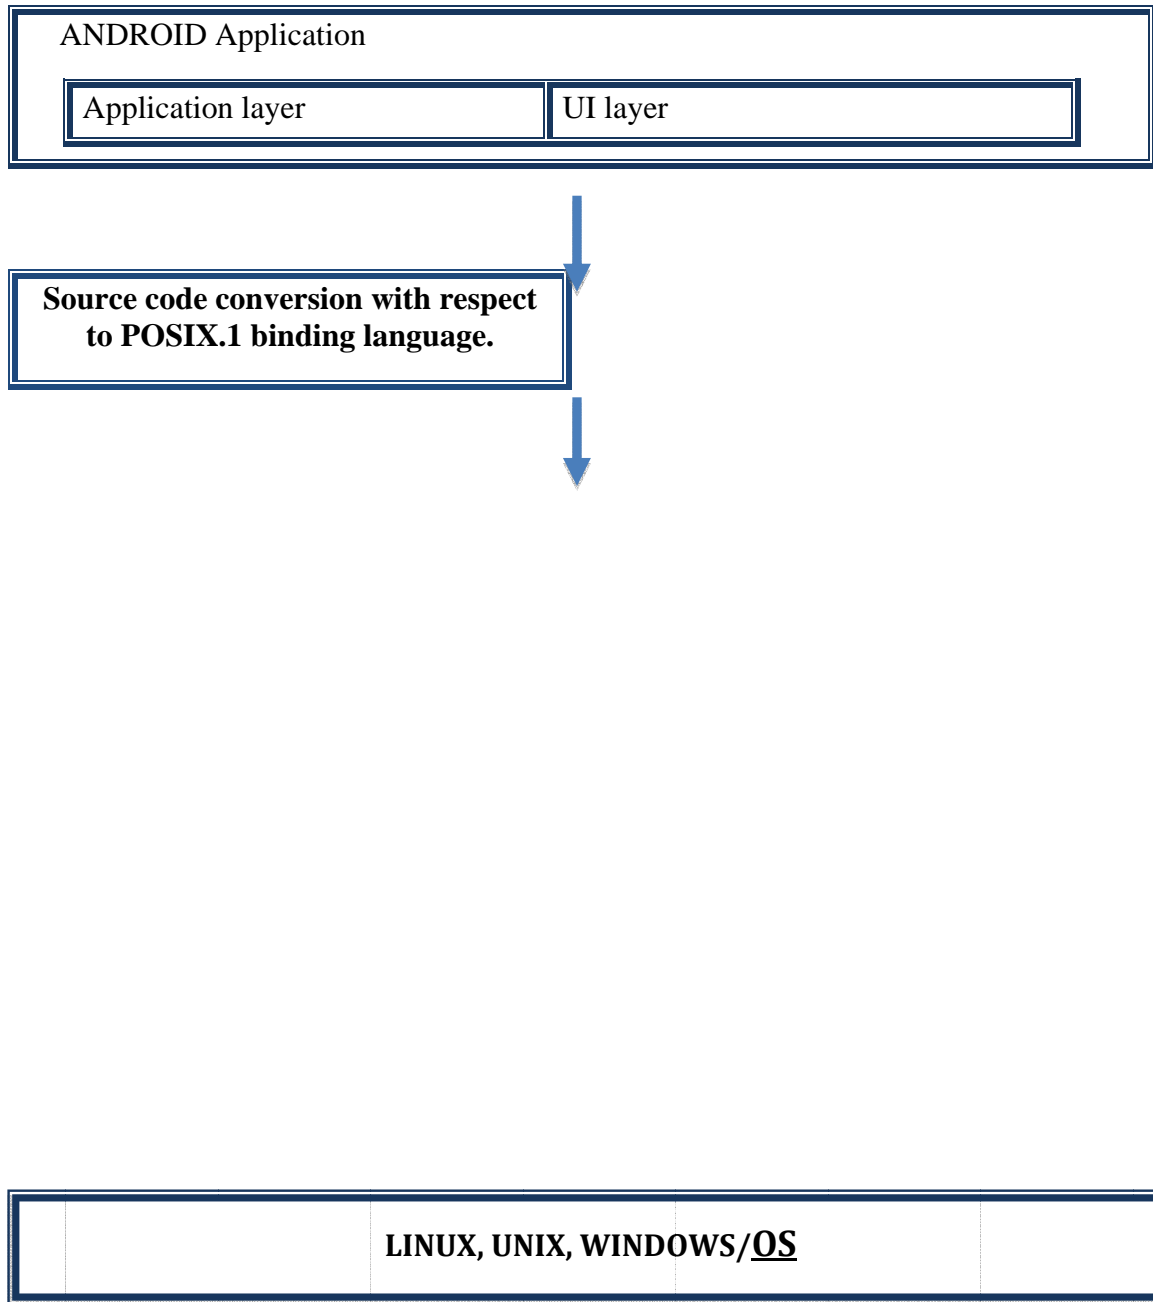 ANDROID Application
Application layer
UI layer
Source code conversion with respect
to POSIX.1 binding language.
LINUX, UNIX, WINDOWS/OS